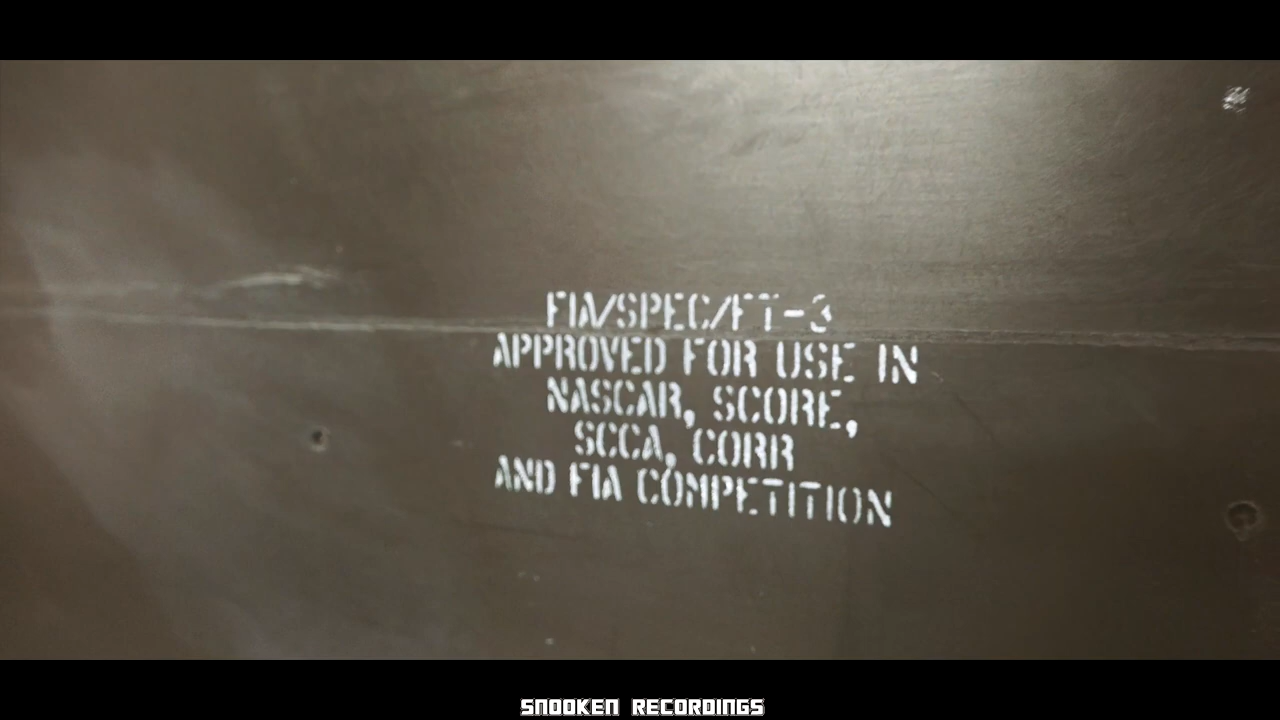 FIA/SPEC/FT-3
APPROVED FOR USE IN
NASCAR, SCORE,
SCCA, CORR
AND FIA COMPETITION
SNOOKEN RECORDINGS